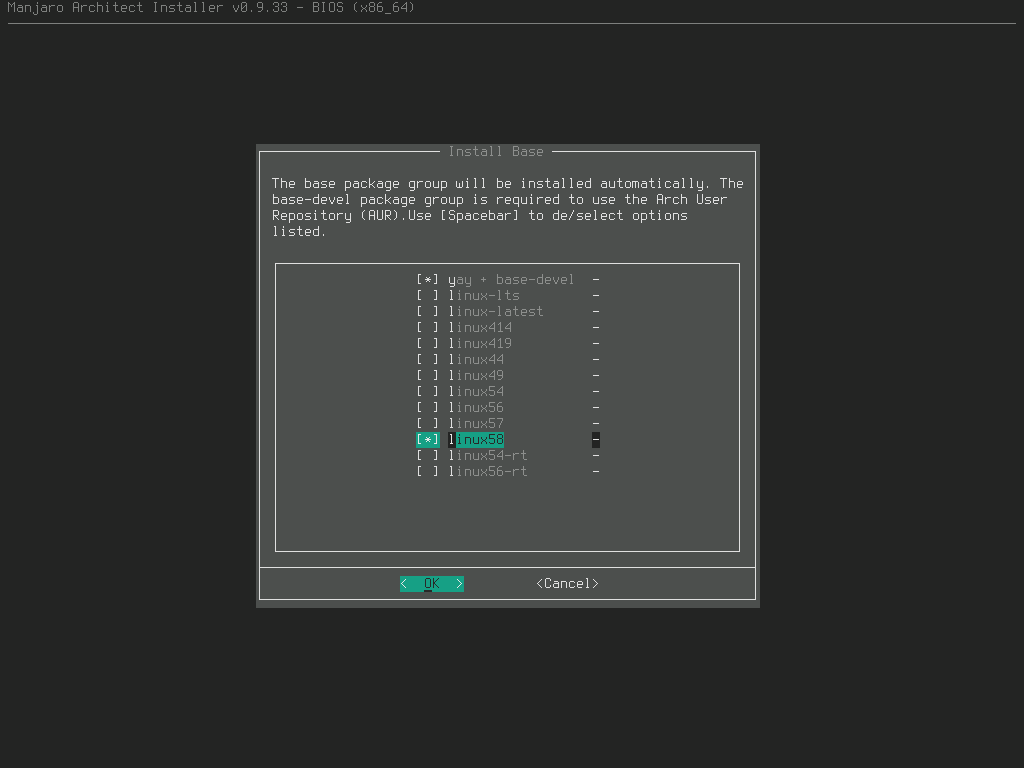 Manjaro Architect Installer v0.9.33 - BIOS (x86_64)
Install Base
The base package group will be installed automatically. The
base-devel package group is required to use the Arch User
Repository (AUR).Use [Spacebar] to de/select options
listed.
[*] yay + base-devel -
[ ] linux-lts -
[ ] linux-latest -
[ ] linux414 -
[ ] linux419 -
[ ] linux44 -
[ ] linux49 -
[ ] linux54 -
[ ] linux56 -
[ ] linux57 -
[*] linux58 -
[ ] linux54-rt -
[ ] linux56-rt -
< OK > <Cancel>